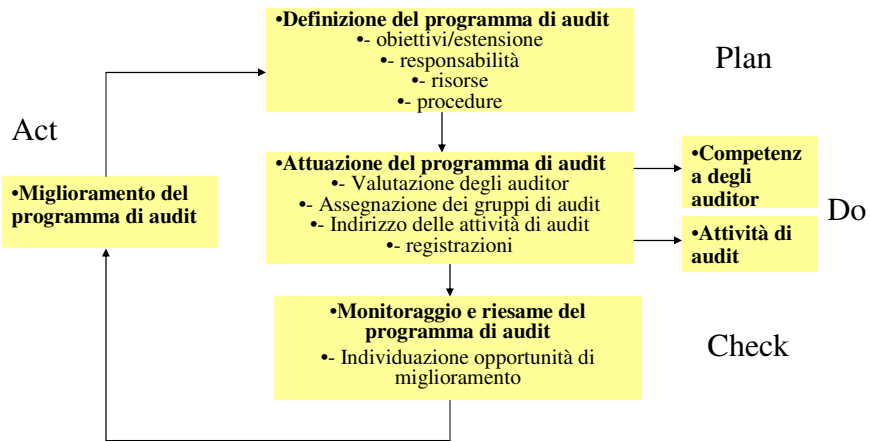 •Definizione del programma di audit
•- obiettivi/estensione
•- responsabilità
•- risorse
•- procedure
Plan
Act
•Miglioramento del
programma di audit
•Attuazione del programma di audit
•- Valutazione degli auditor
•- Assegnazione dei gruppi di audit
•- Indirizzo delle attività di audit
•- registrazioni
•Competenz
a degli
auditor
•Attività di
audit
Do
•Monitoraggio e riesame del
programma di audit
•- Individuazione opportunità di
miglioramento
Check